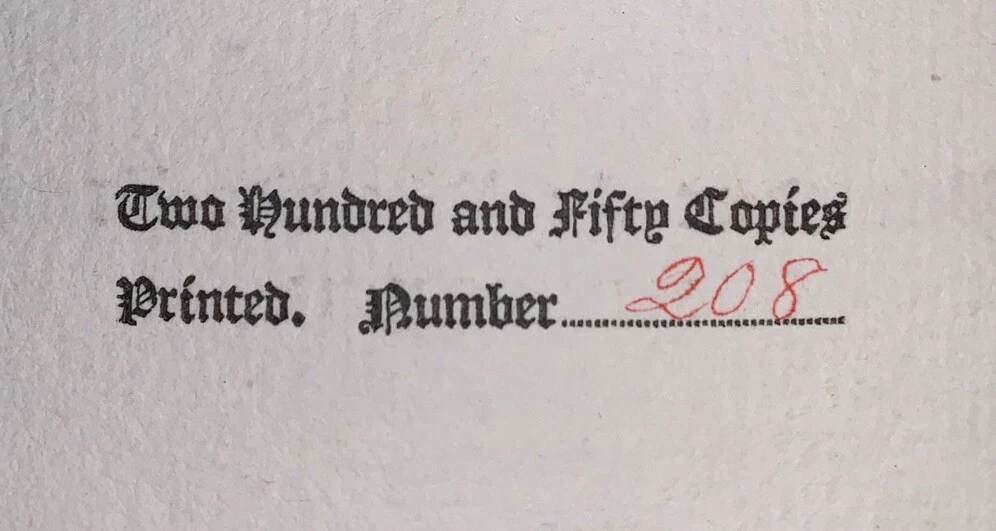 Two Hundred and Fifty Copies
Printed. Number 208